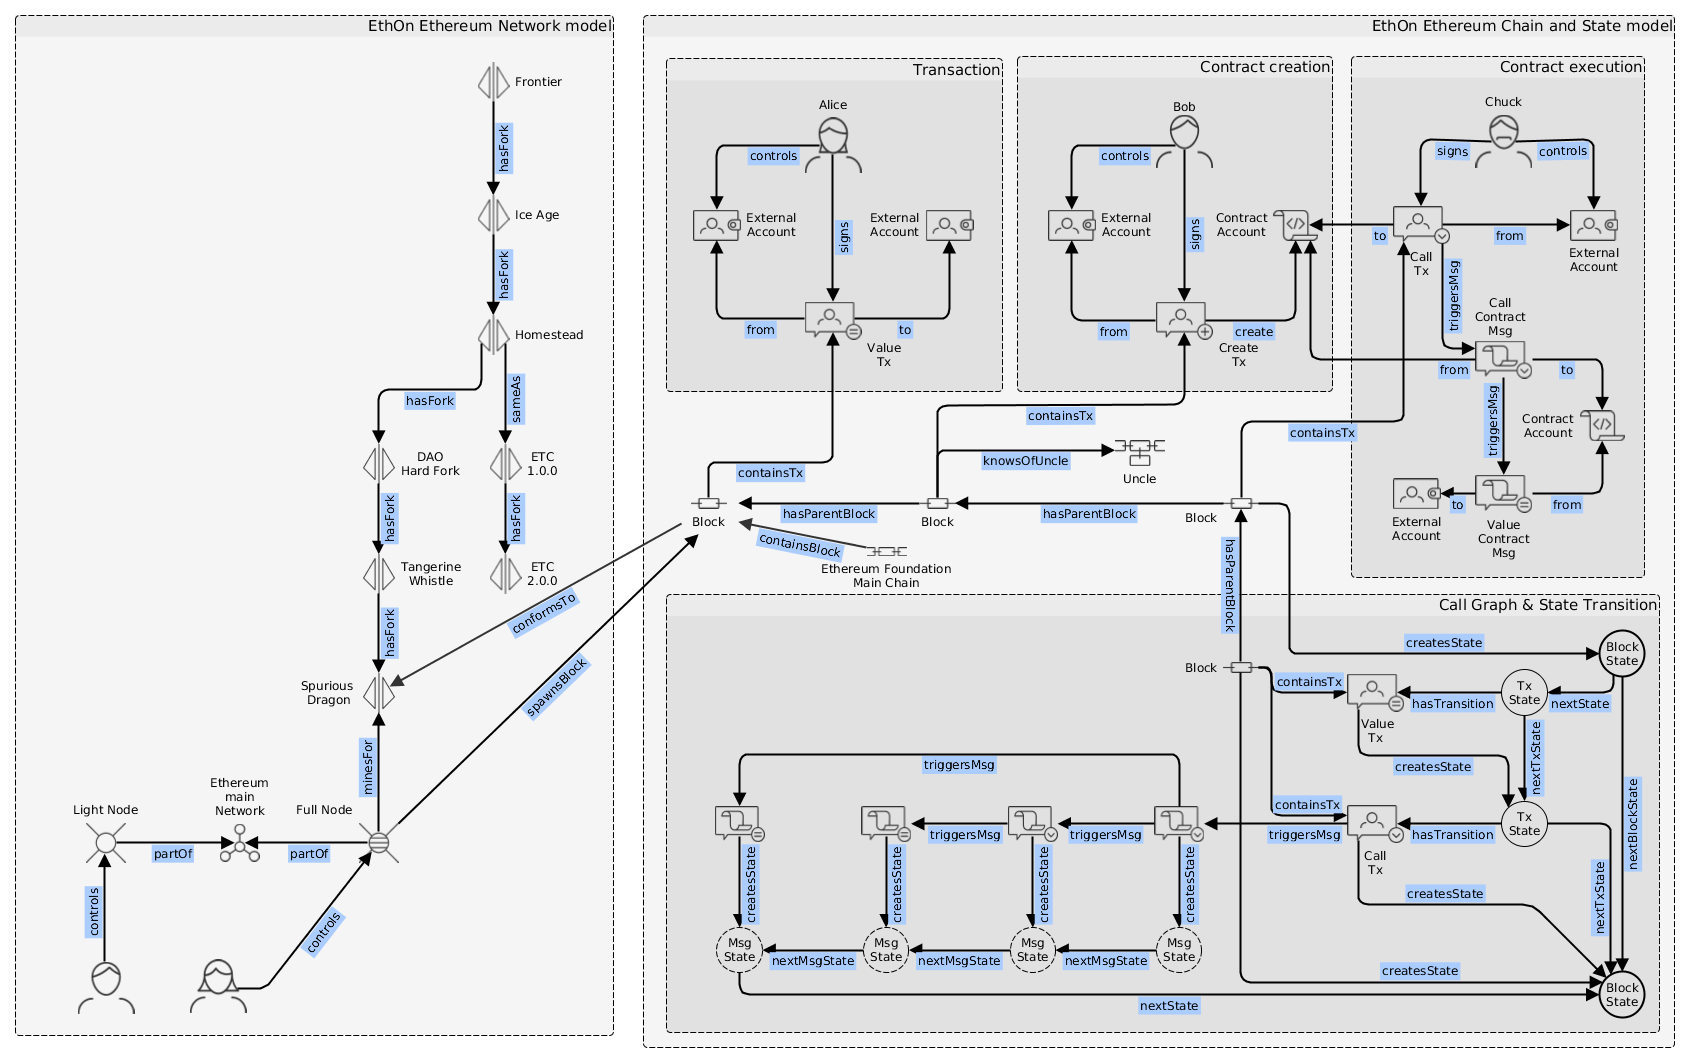 EthOn Ethereum Network model
Frontier
hasFork
Ice Age
hasFork
Homestead
hasFork
sameAs
DAO
Hard Fork
ETC
1.0.0
hasFork
hasFork
Tangerine
Whistle
ETC
2.0.0
hasFork
Spurious
Dragon
minesFor
Light Node
Ethereum
main
Network
Full Node
partOf
partOf
controls
controls
conformsTo
spawnsBlock
EthOn Ethereum Chain and State model
Transaction
Alice
controls
External
Account
External
Account
signs
from
to
Value
Tx
Contract creation
Bob
controls
External
Account
Contract
Account
signs
from
create
Create
Tx
Contract execution
Chuck
signs
controls
to
from
Call
Tx
External
Account
triggersMsg
Call
Contract
Msg
from
to
triggersMsg
Contract
Account
to
from
External
Account
Value
Contract
Msg
containsTx
containsTx
containsTx
knowsOfUncle
Uncle
hasParentBlock
hasParentBlock
Block
Block
Block
containsBlock
Ethereum Foundation
Main Chain
hasParentBlock
Call Graph & State Transition
createsState
Block
State
Block
containsTx
hasTransition
Tx
State
nextState
Value
Tx
createsState
nextTxState
nextBlockState
triggersMsg
containsTx
triggersMsg
triggersMsg
triggersMsg
hasTransition
Tx
State
Call
Tx
createsState
createsState
createsState
createsState
createsState
nextTxState
Msg
State
Msg
State
Msg
State
Msg
State
nextMsgState
nextMsgState
nextMsgState
createsState
Block
State
nextState